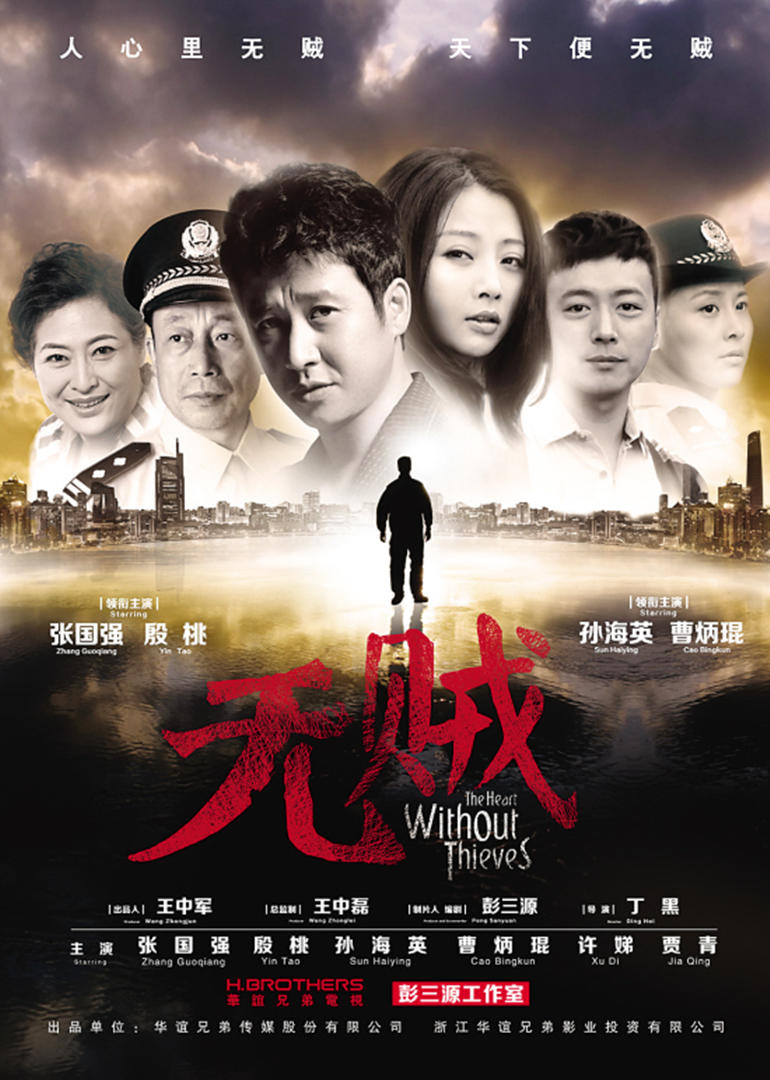 人心里无贼 天下便无贼
|领衔主演|
Starring
张国强 殷桃
Zhang Guoqiang Yin Tao
|领衔主演|
Starring
孙海英 曹炳琨
Sun Haiying Cao Bingkun
无贼
The Heart
Without
Thieves
|出品人| 王中军 |总监制| 王中磊 |制片人 编剧| 彭三源 |导演| 丁黑
Producer Wang Zhongjun Producer Wang Zhonglei Peng Sanyuan Director Ding Hei
主演 张国强 殷桃 孙海英 曹炳琨 许娣 贾青
Starring Zhang Guoqiang Yin Tao Sun Haiying Cao Bingkun Xu Di Jia Qing
H.BROTHERS
華誼兄弟電視
彭三源工作室
出品单位：华谊兄弟传媒股份有限公司 浙江华谊兄弟影业投资有限公司